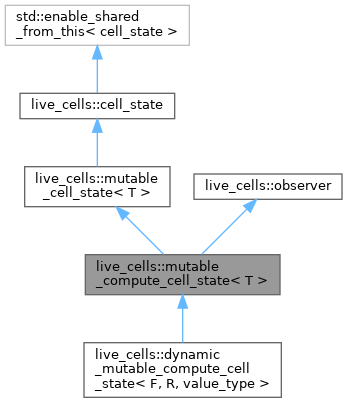 std::enable_shared
_from_this< cell_state >
live_cells::cell_state
live_cells::mutable
_cell_state< T >
live_cells::observer
live_cells::mutable
_compute_cell_state< T >
live_cells::dynamic
_mutable_compute_cell
_state< F, R, value_type >